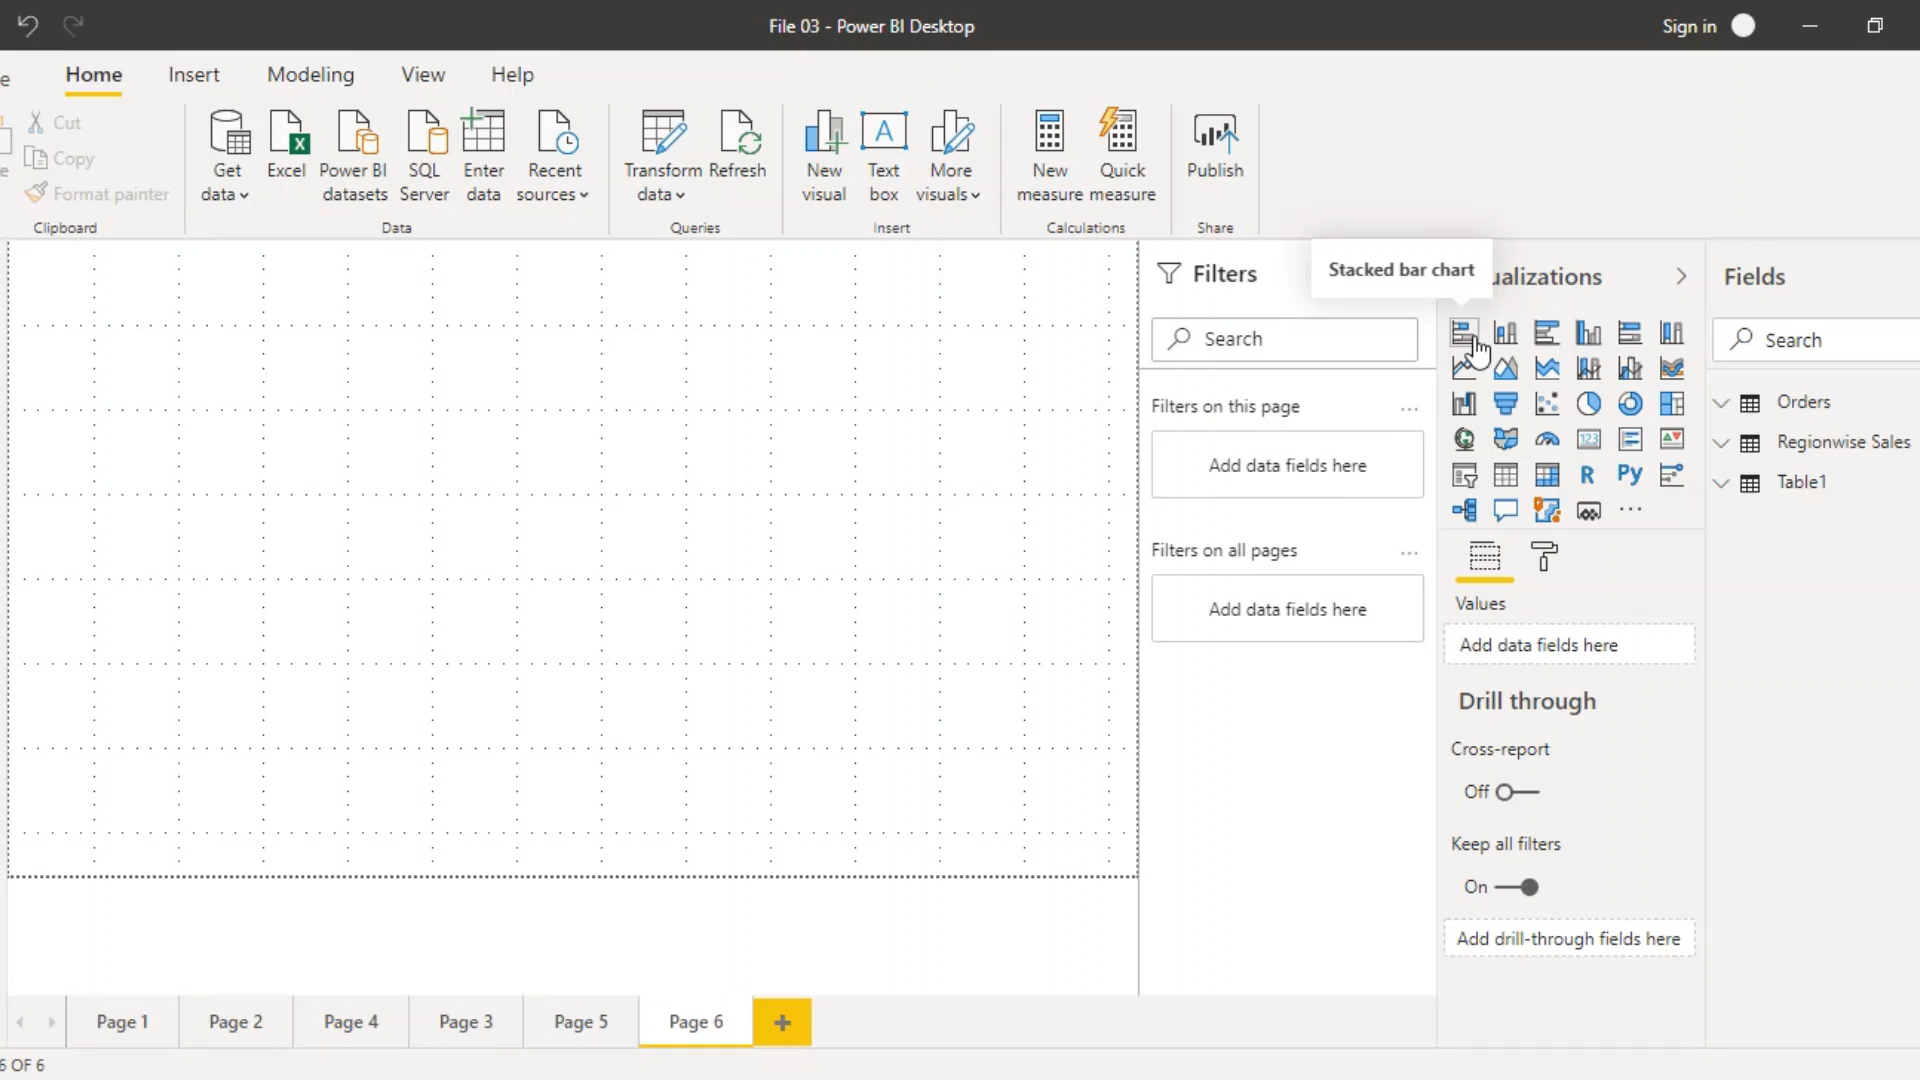 File 03 - Power BI Desktop
Sign in
e
Home
Insert
Modeling
View
Help
Cut
Copy
Format painter
e
Clipboard
Get
data
Excel
Power BI
datasets
SQL
Server
Enter
data
Recent
sources
Data
Transform
data
Refresh
Queries
New
visual
Text
box
More
visuals
Insert
New
measure
Quick
measure
Calculations
Publish
Share
Filters
Search
Filters on this page
...
Add data fields here
Filters on all pages
...
Add data fields here
Stacked bar chart
ualizations
R
Py
123
...
Values
Add data fields here
Drill through
Cross-report
Off
Keep all filters
On
Add drill-through fields here
Fields
Search
Orders
Regionwise Sales
Table1
Page 1
Page 2
Page 4
Page 3
Page 5
Page 6
6 OF 6